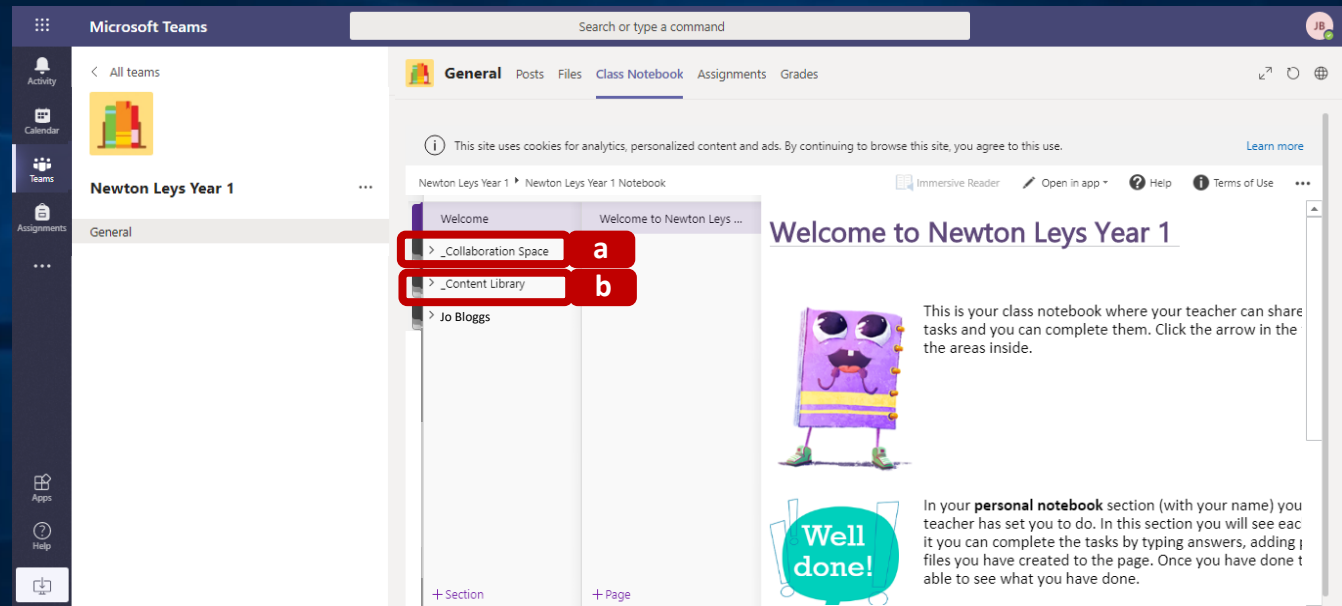 Microsoft Teams
Search or type a command
JB
Activity
Calendar
Teams
Assignments
Apps
Help
All teams
Newton Leys Year 1
General
General Posts Files Class Notebook Assignments Grades
This site uses cookies for analytics, personalized content and ads. By continuing to browse this site, you agree to this use.
Learn more
Newton Leys Year 1 Newton Leys Year 1 Notebook
Immersive Reader Open in app Help Terms of Use
Welcome
_Collaboration Space a
_Content Library b
Jo Bloggs
+ Section
Welcome to Newton Leys ...
+ Page
Welcome to Newton Leys Year 1
This is your class notebook where your teacher can share
tasks and you can complete them. Click the arrow in the
the areas inside.
Well
done!
In your personal notebook section (with your name) you
teacher has set you to do. In this section you will see eac
it you can complete the tasks by typing answers, adding
files you have created to the page. Once you have done t
able to see what you have done.